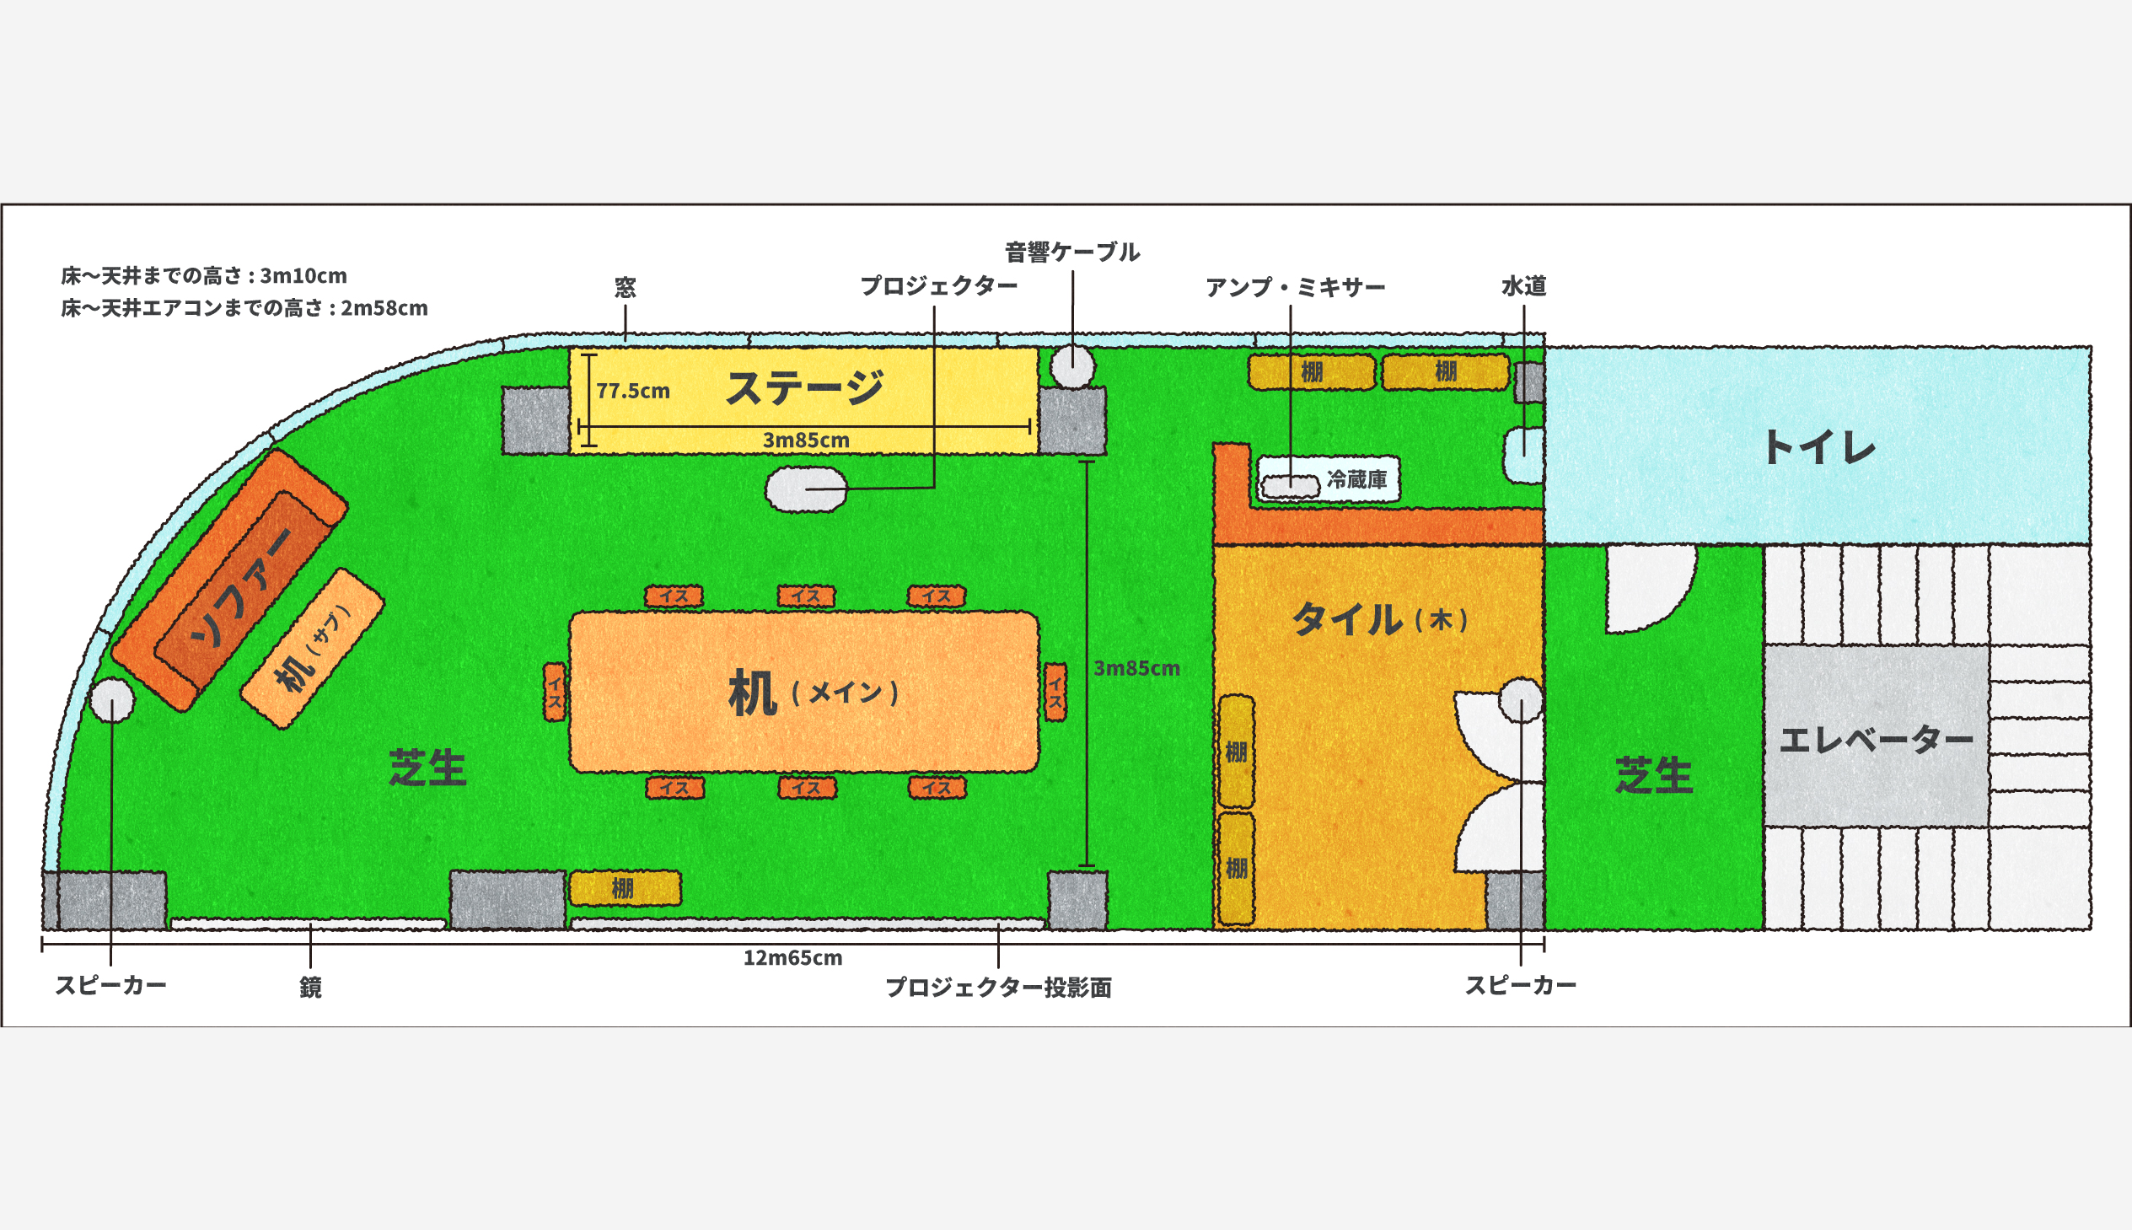 床〜天井までの高さ : 3m10cm
床〜天井エアコンまでの高さ : 2m58cm
窓
プロジェクター
音響ケーブル
アンプ・ミキサー
水道
77.5cm
ステージ
3m85cm
棚
棚
冷蔵庫
トイレ
ソファー
机 ( サブ )
イス
イス
イス
イス
机 ( メイン )
イス
3m85cm
イス
イス
イス
タイル ( 木 )
棚
棚
芝生
芝生
エレベーター
棚
12m65cm
スピーカー
鏡
プロジェクター投影面
スピーカー